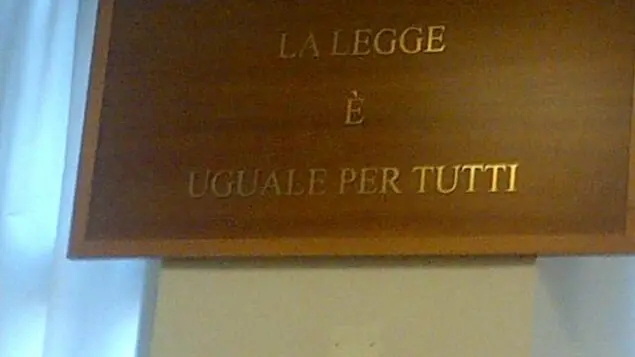 LA LEGGE
È
UGUALE PER TUTTI